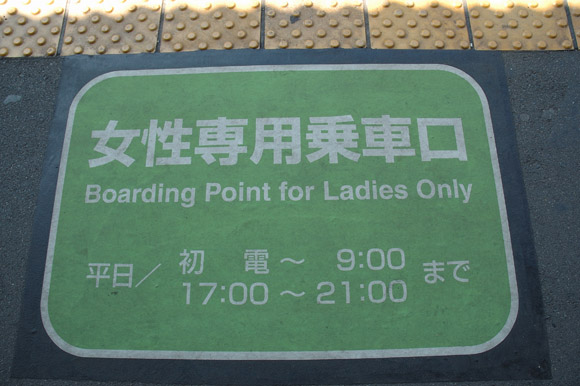 女性専用乗車口
Boarding Point for Ladies Only
平日／ 初 電～ 9:00 まで
17:00～21:00